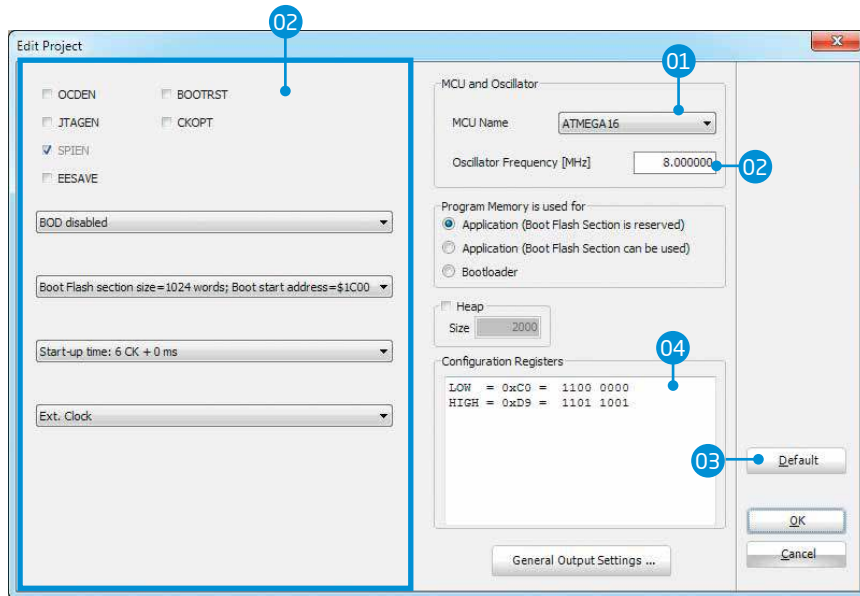 02
Edit Project
01
OCDEN
BOOTRST
JTAGEN
CKOPT
SPIEN
EESAVE
BOD disabled
Boot Flash section size=1024 words; Boot start address=$1C00
Start-up time: 6 CK + 0 ms
Ext. Clock
MCU and Oscillator
MCU Name
ATMEGA16
Oscillator Frequency [MHz]
8.000000
02
Program Memory is used for
Application (Boot Flash Section is reserved)
Application (Boot Flash Section can be used)
Bootloader
Heap
Size
2000
04
Configuration Registers
LOW = 0xC0 = 1100 0000
HIGH = 0xD9 = 1101 1001
General Output Settings ...
03
Default
OK
Cancel